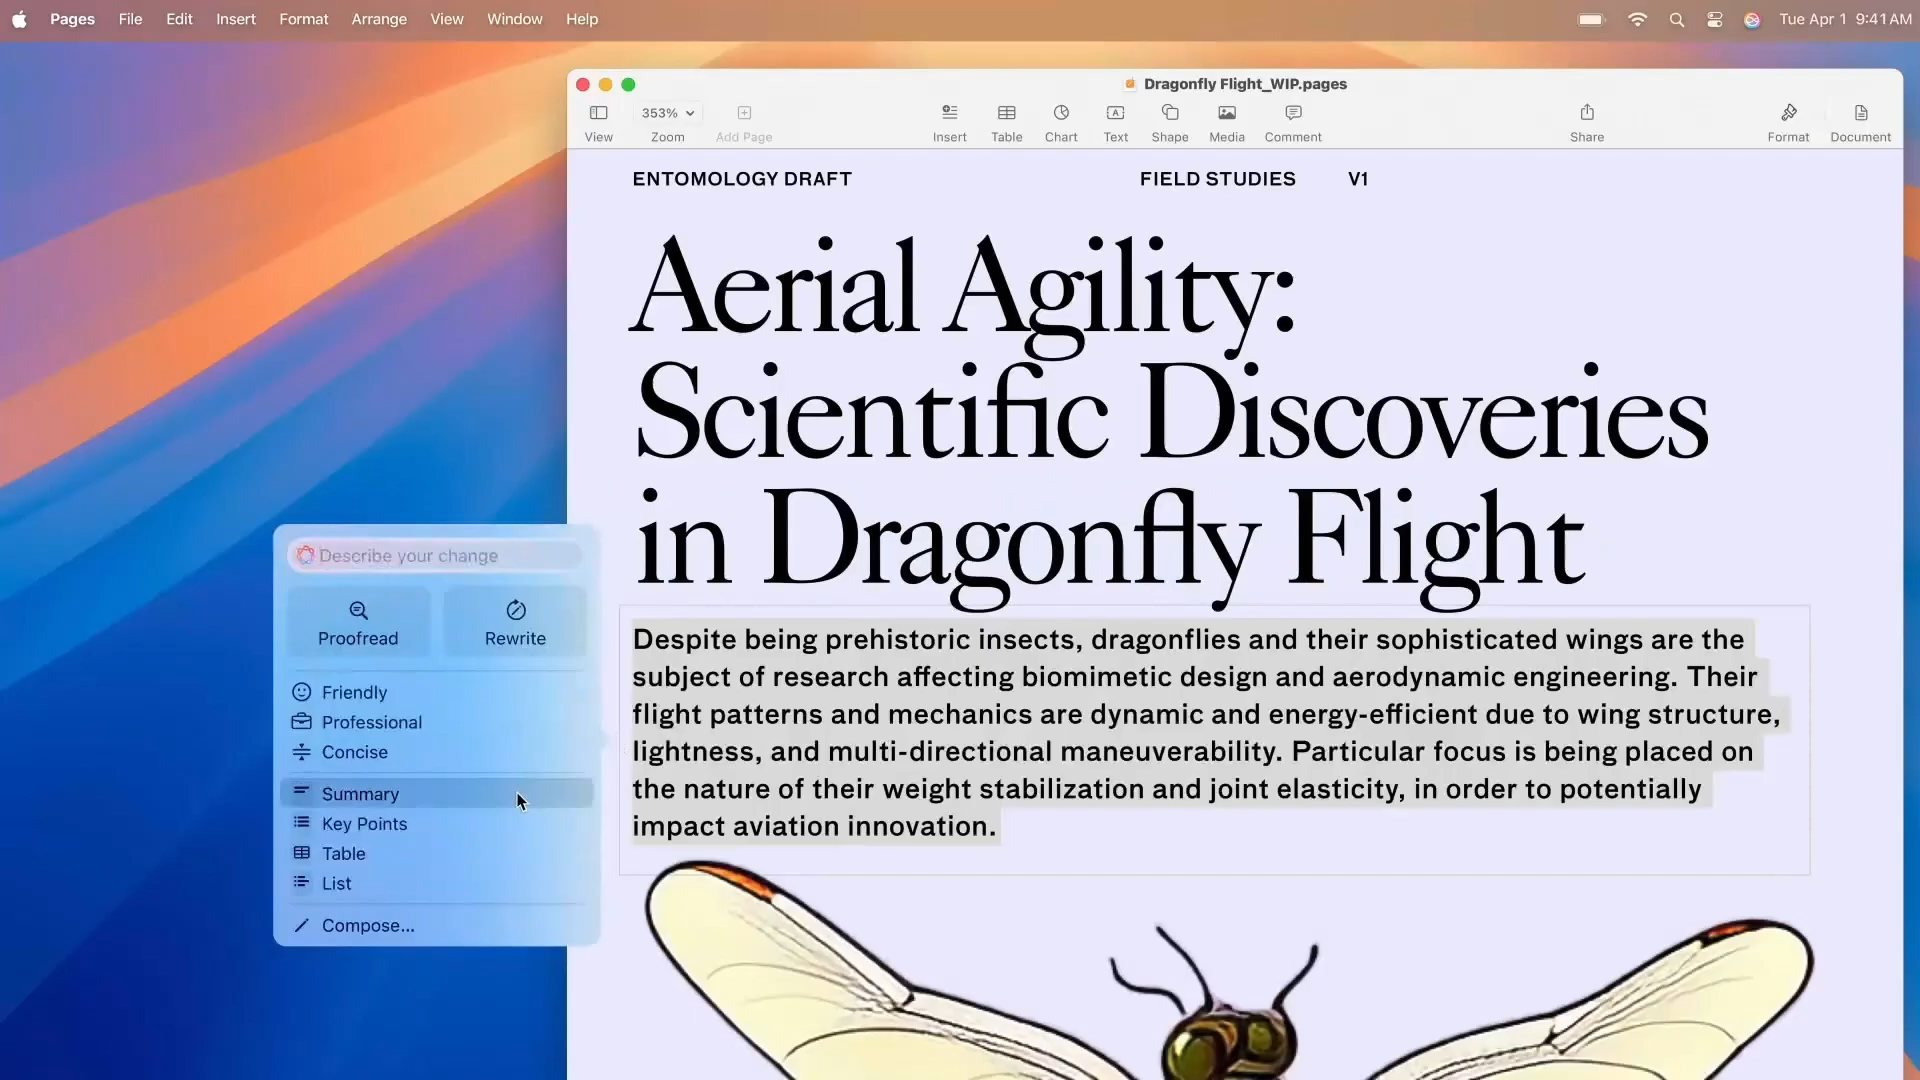 Pages File Edit Insert Format Arrange View Window Help Tue Apr 1 9:41 AM
Dragonfly Flight_WIP.pages
353%
View Zoom Add Page Insert Table Chart Text Shape Media Comment Share Format Document
ENTOMOLOGY DRAFT FIELD STUDIES V1
Aerial Agility:
Scientific Discoveries
in Dragonfly Flight
Despite being prehistoric insects, dragonflies and their sophisticated wings are the
subject of research affecting biomimetic design and aerodynamic engineering. Their
flight patterns and mechanics are dynamic and energy-efficient due to wing structure,
lightness, and multi-directional maneuverability. Particular focus is being placed on
the nature of their weight stabilization and joint elasticity, in order to potentially
impact aviation innovation.
Describe your change
Proofread Rewrite
Friendly
Professional
Concise
Summary
Key Points
Table
List
Compose...